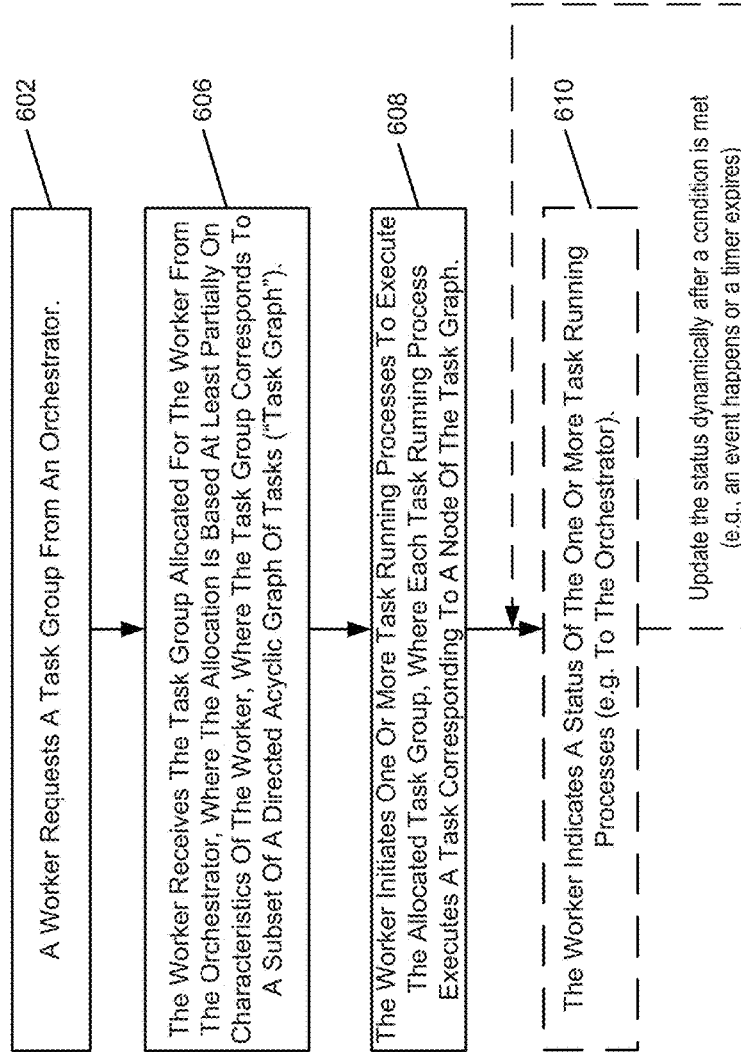 602
A Worker Requests A Task Group From An Orchestrator.
606
The Worker Receives The Task Group Allocated For The Worker From
The Orchestrator, Where The Allocation Is Based At Least Partially On
Characteristics Of The Worker, Where The Task Group Corresponds To
A Subset Of A Directed Acyclic Graph Of Tasks ("Task Graph").
608
The Worker Initiates One Or More Task Running Processes To Execute
The Allocated Task Group, Where Each Task Running Process
Executes A Task Corresponding To A Node Of The Task Graph.
610
The Worker Indicates A Status Of The One Or More Task Running
Processes (e.g. To The Orchestrator).
Update the status dynamically after a condition is met
(e.g., an event happens or a timer expires)